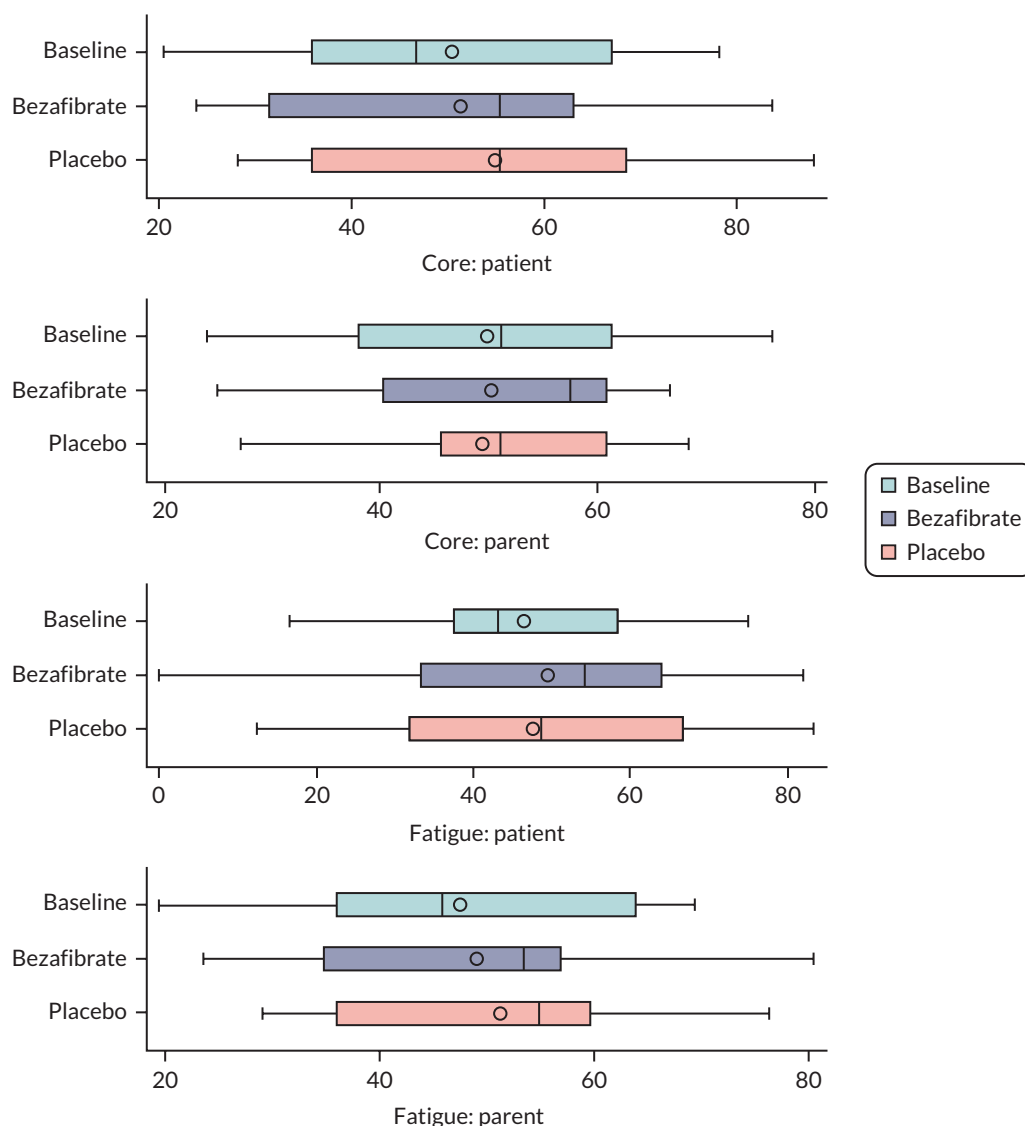 Baseline
Bezafibrate
Placebo
20 40 60 80
Core: patient
Baseline
Bezafibrate
Placebo
20 40 60 80
Core: parent
Baseline
Bezafibrate
Placebo
Baseline
Bezafibrate
Placebo
0 20 40 60 80
Fatigue: patient
Baseline
Bezafibrate
Placebo
20 40 60 80
Fatigue: parent